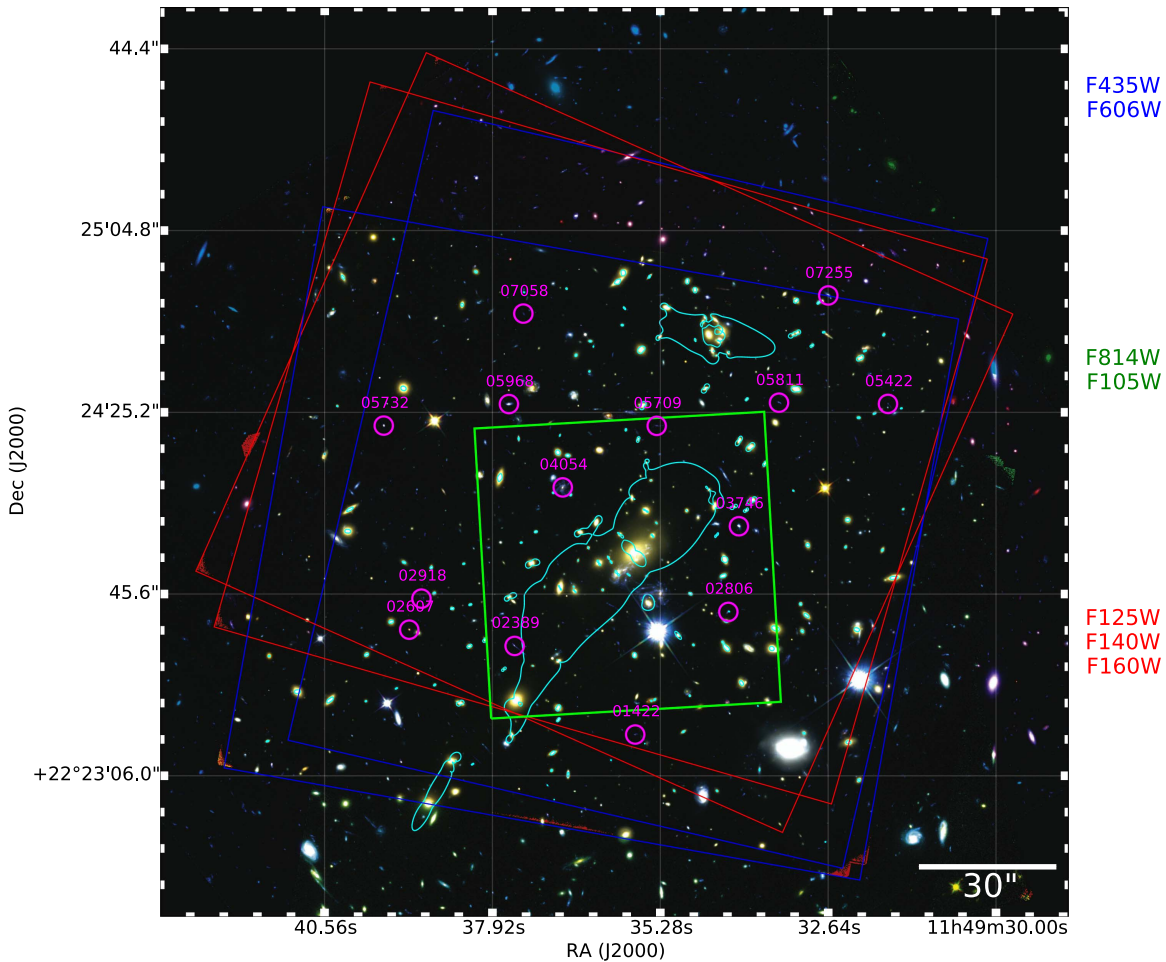 44.4"
F435W
F606W
25'04.8"
07255
07058
F814W
F105W
05968
05811
05422
05732
05709
24'25.2"
04054
03746
02918
02806
45.6"
02607
02389
F125W
F140W
F160W
01422
+22°23'06.0"
30"
40.56s
37.92s
35.28s
32.64s
11h49m30.00s
RA (J2000)
Dec (J2000)